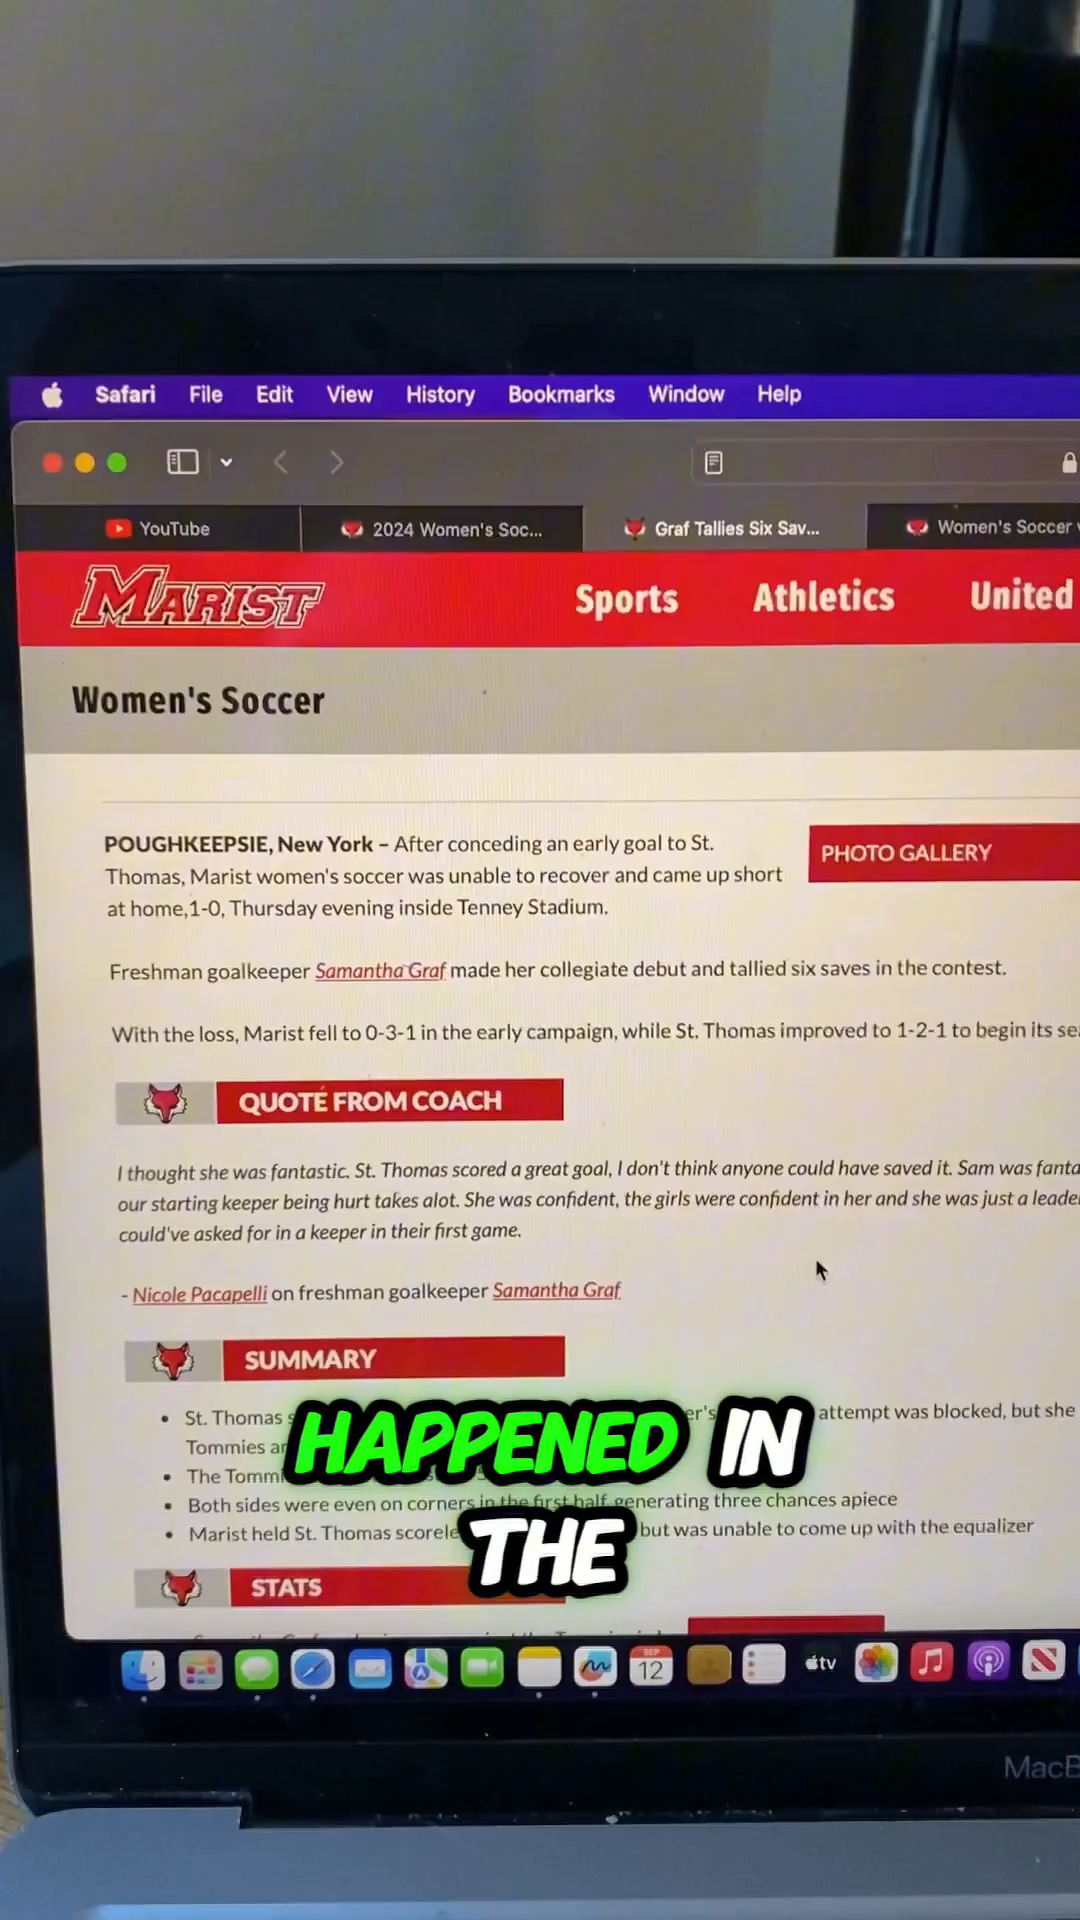 Safari File Edit View History Bookmarks Window Help
YouTube 2024 Women's Soc... Graf Tallies Six Sav... Women's Soccer
MARIST Sports Athletics United
Women's Soccer
POUGHKEEPSIE, New York – After conceding an early goal to St.
Thomas, Marist women's soccer was unable to recover and came up short
at home,1-0, Thursday evening inside Tenney Stadium.
PHOTO GALLERY
Freshman goalkeeper Samantha Graf made her collegiate debut and tallied six saves in the contest.
With the loss, Marist fell to 0-3-1 in the early campaign, while St. Thomas improved to 1-2-1 to begin its
QUOTE FROM COACH
I thought she was fantastic. St. Thomas scored a great goal, I don't think anyone could have saved it. Sam was
our starting keeper being hurt takes alot. She was confident, the girls were confident in her and she was just a
could've asked for in a keeper in their first game.
- Nicole Pacapelli on freshman goalkeeper Samantha Graf
SUMMARY
• St. Thomas attempt was blocked, but she
Tommies
• The
• Both sides were even on corners in the first half generating three chances apiece
• Marist held St. Thomas but was unable to come up with the equalizer
HAPPENED IN
THE
STATS
SEP
12
tv